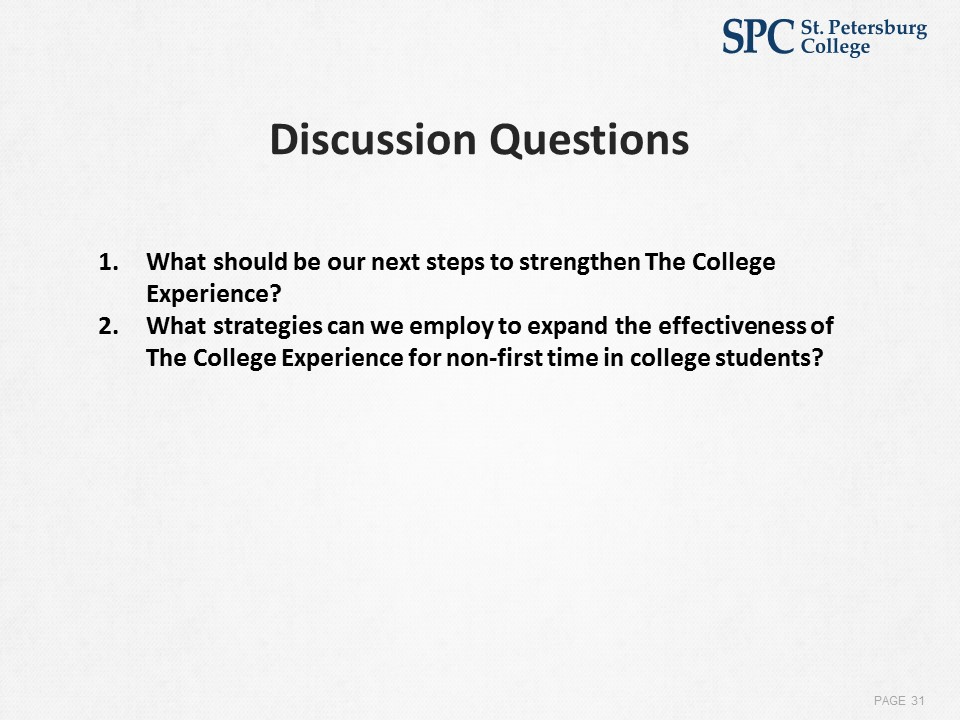 SPC St. Petersburg
College
Discussion Questions
1. What should be our next steps to strengthen The College
Experience?
2. What strategies can we employ to expand the effectiveness of
The College Experience for non-first time in college students?
PAGE 31